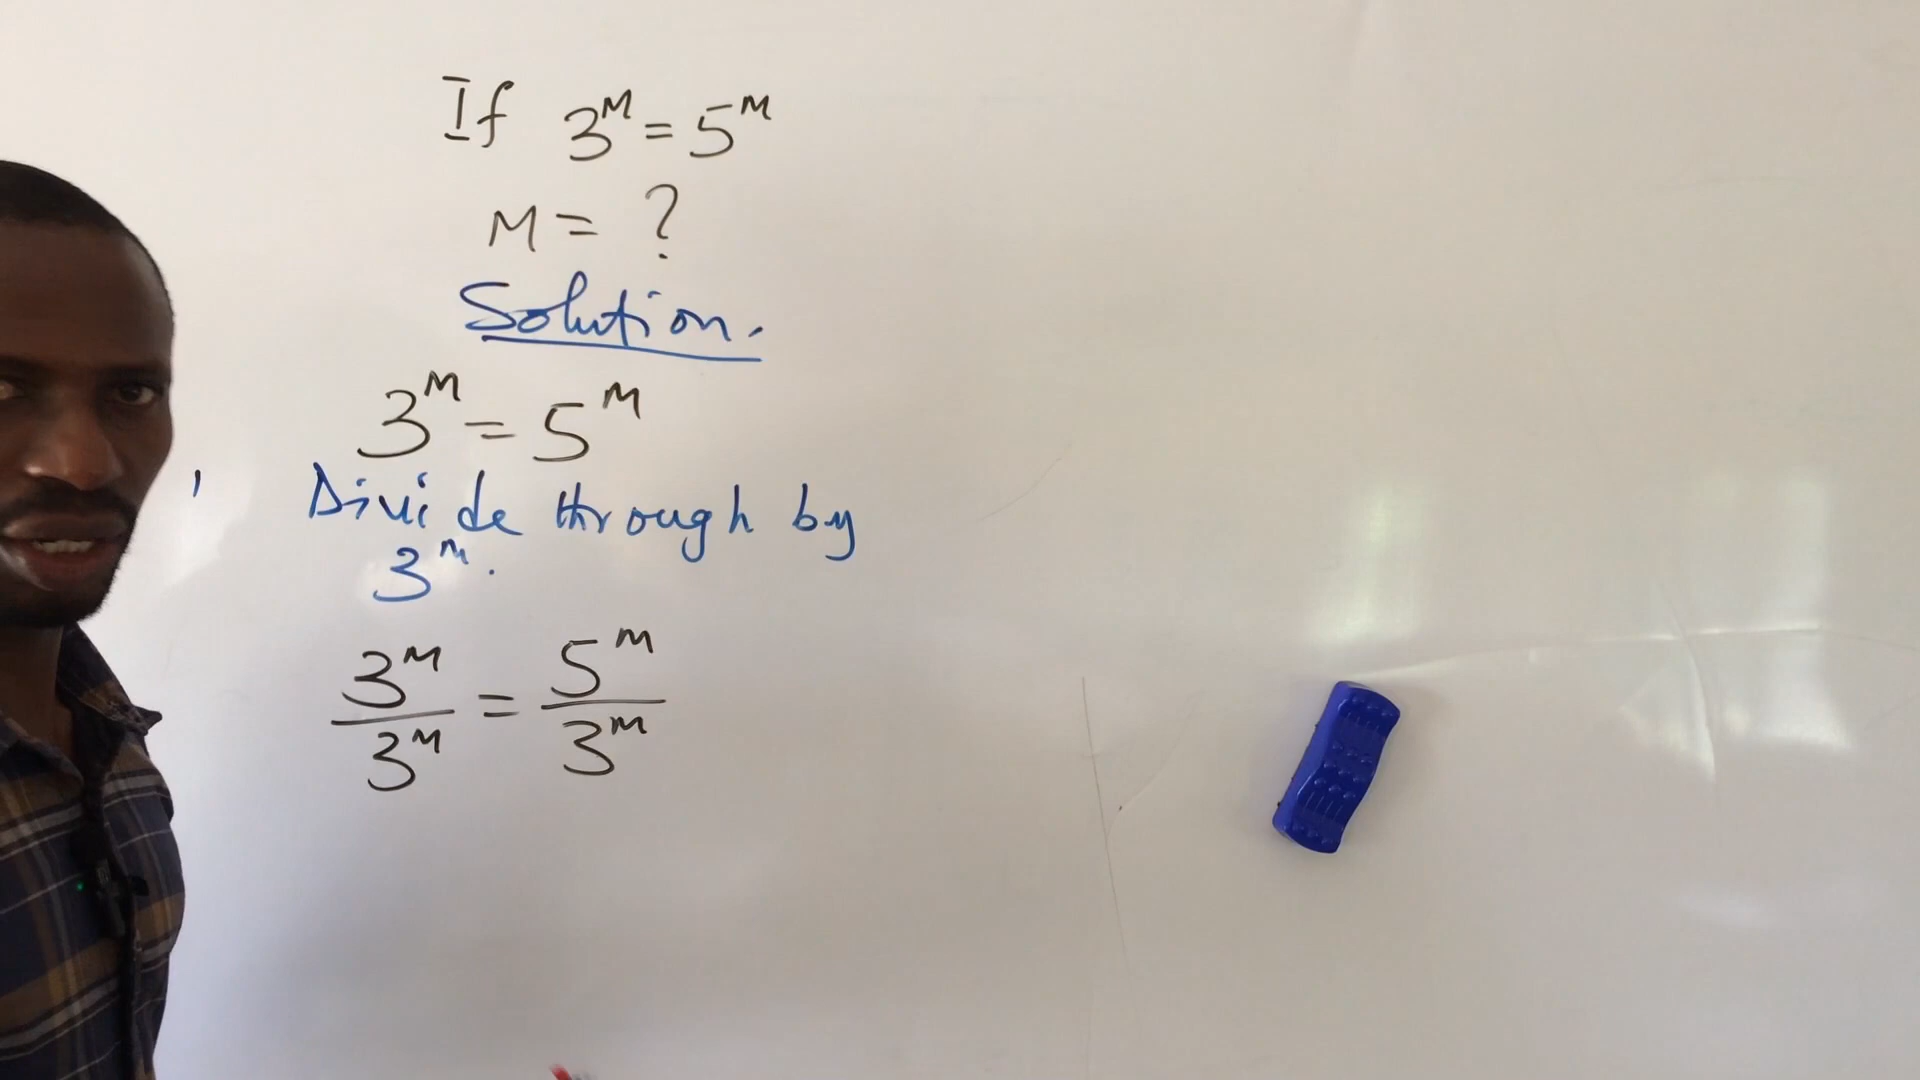 If 3^M = 5^M
M = ?
Solution.
3^M = 5^M
Divide through by
3^M.
3^M/3^M = 5^M/3^M